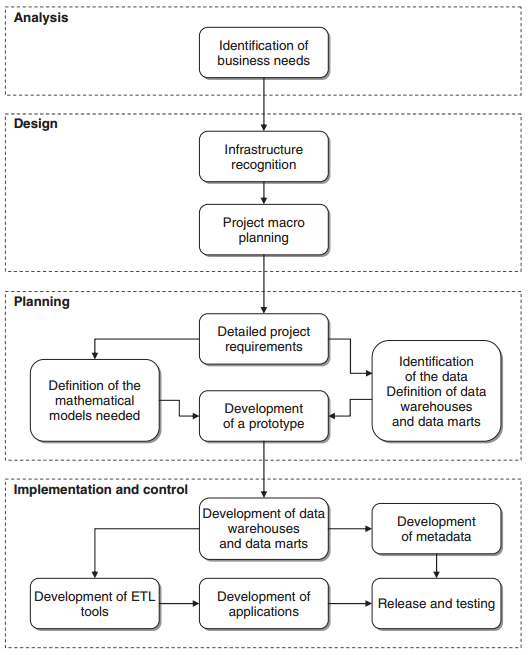 Analysis
Identification of
business needs
Design
Infrastructure
recognition
Project macro
planning
Planning
Detailed project
requirements
Definition of the
mathematical
models needed
Development
of a prototype
Identification
of the data
Definition of data
warehouses
and data marts
Implementation and control
Development of data
warehouses
and data marts
Development
of metadata
Development of ETL
tools
Development of
applications
Release and testing